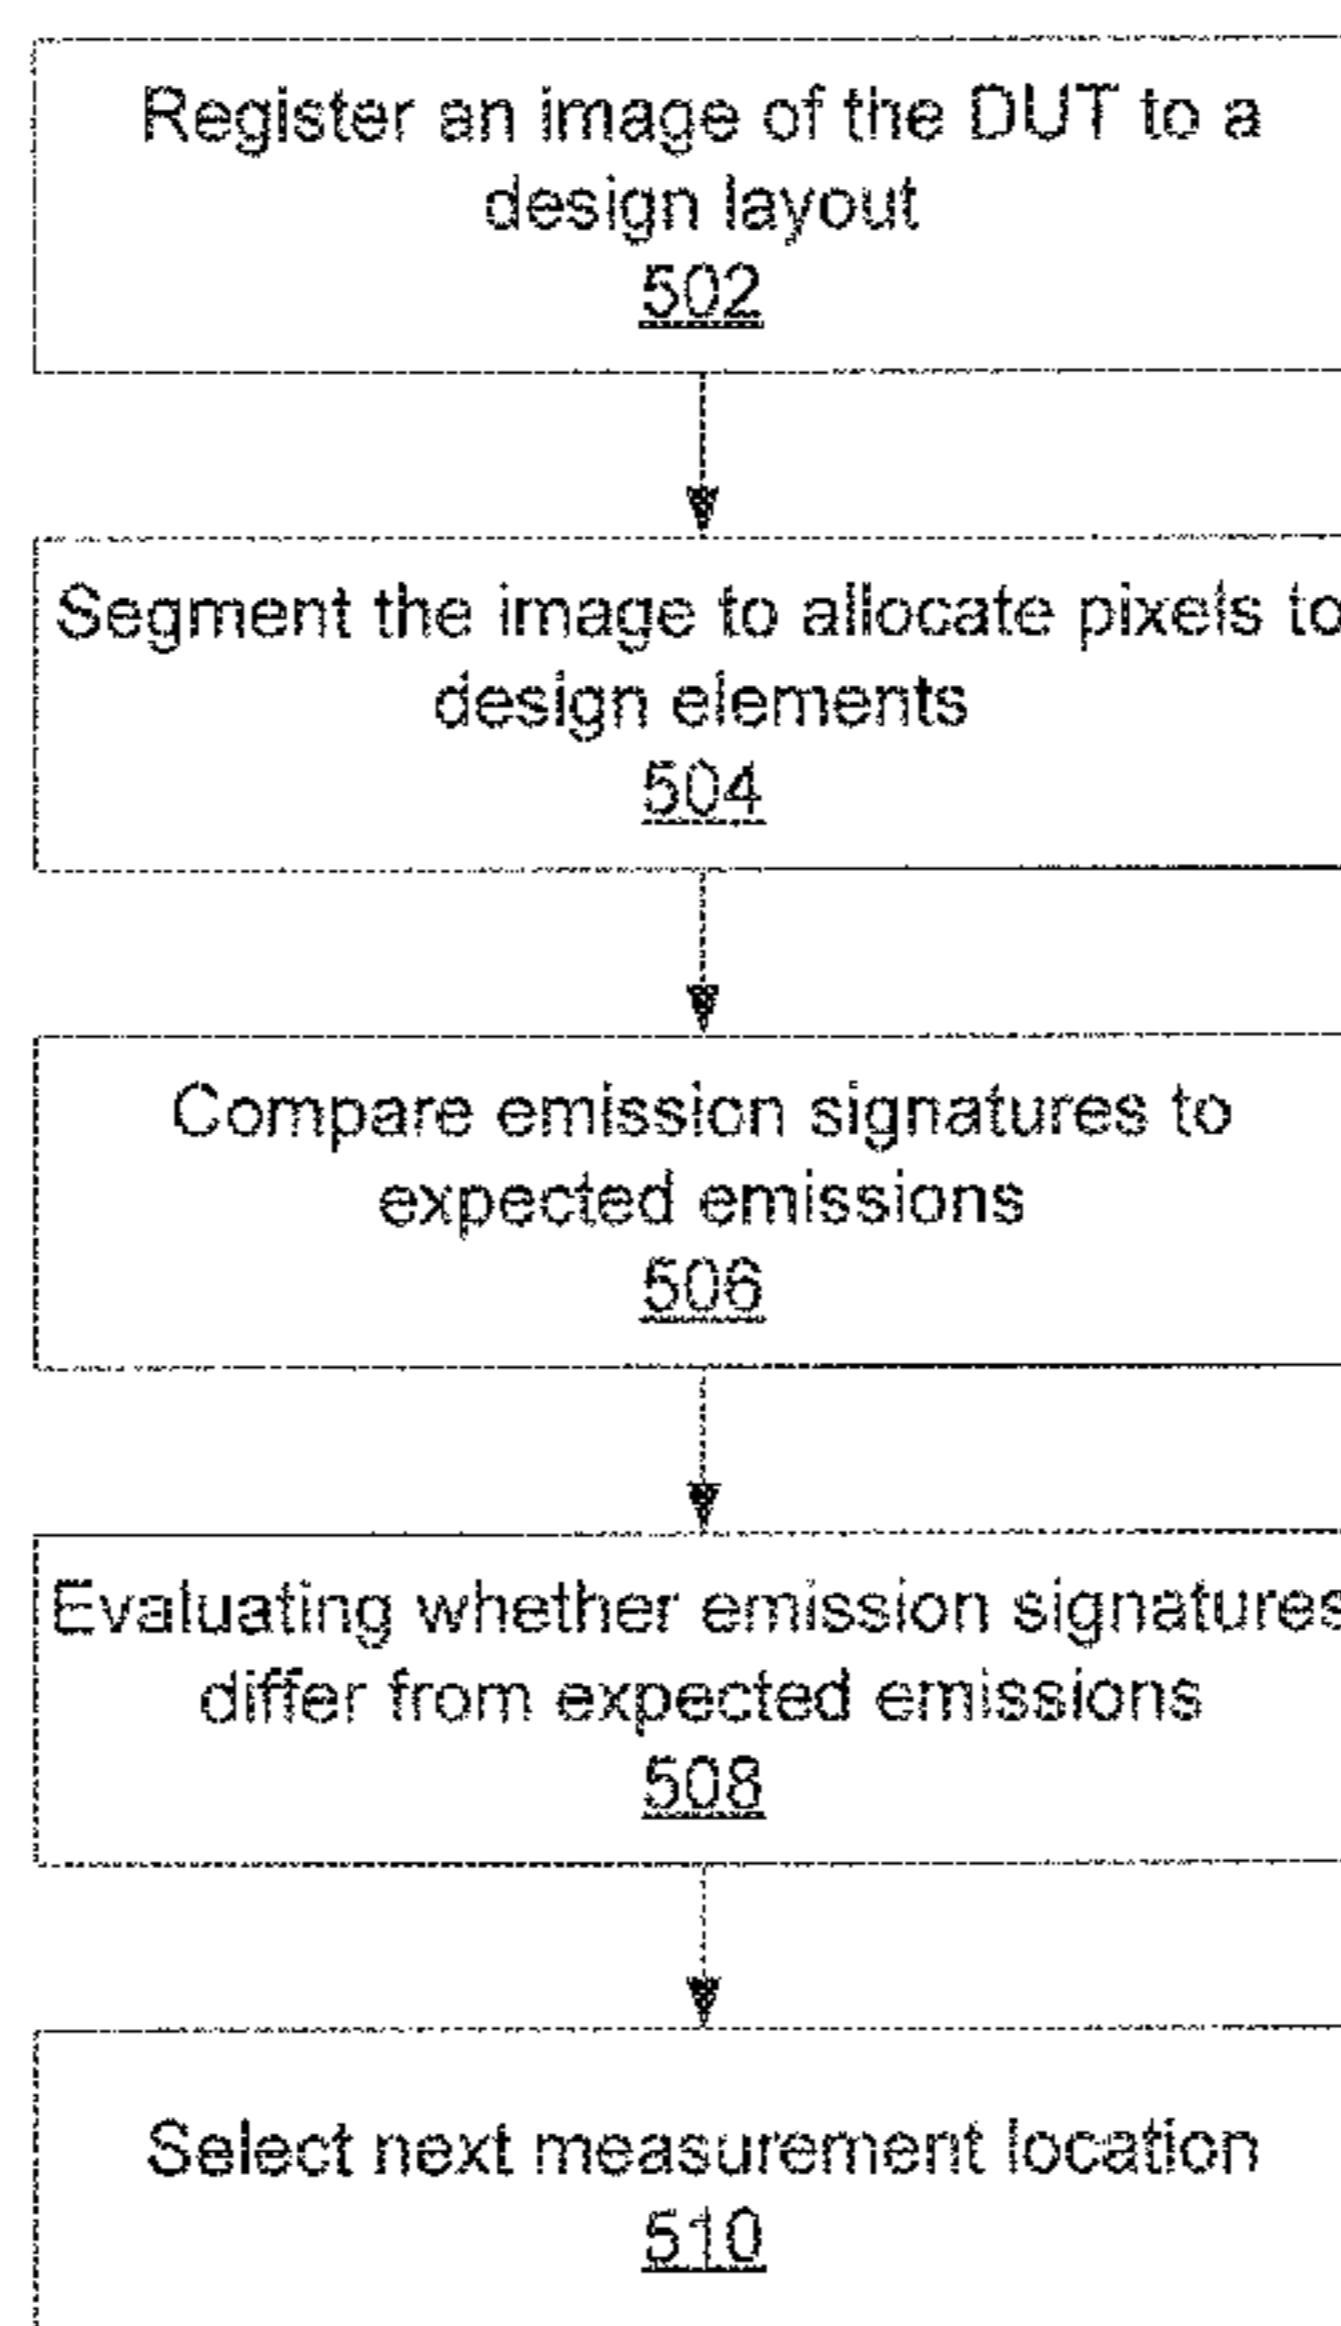 Register an image of the DUT to a
design layout
502
Segment the image to allocate pixels to
design elements
504
Compare emission signatures to
expected emissions
506
Evaluating whether emission signatures
differ from expected emissions
508
Select next measurement location
510